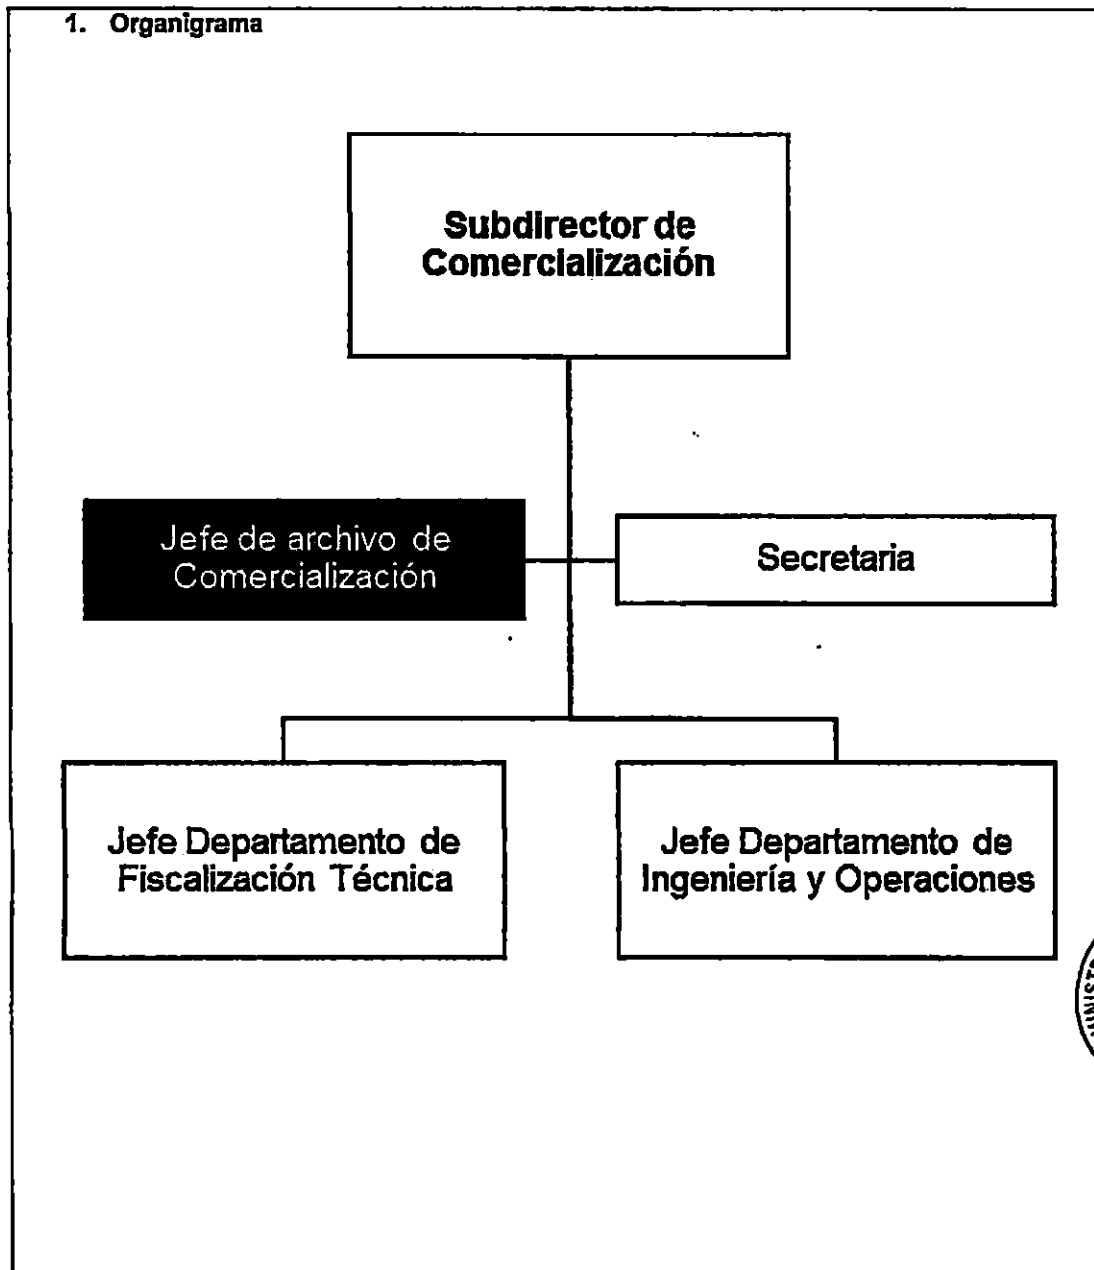 1. Organigrama
Subdirector de
Comercialización
Jefe de archivo de
Comercialización
Secretaria
Jefe Departamento de
Fiscalización Técnica
Jefe Departamento de
Ingeniería y Operaciones